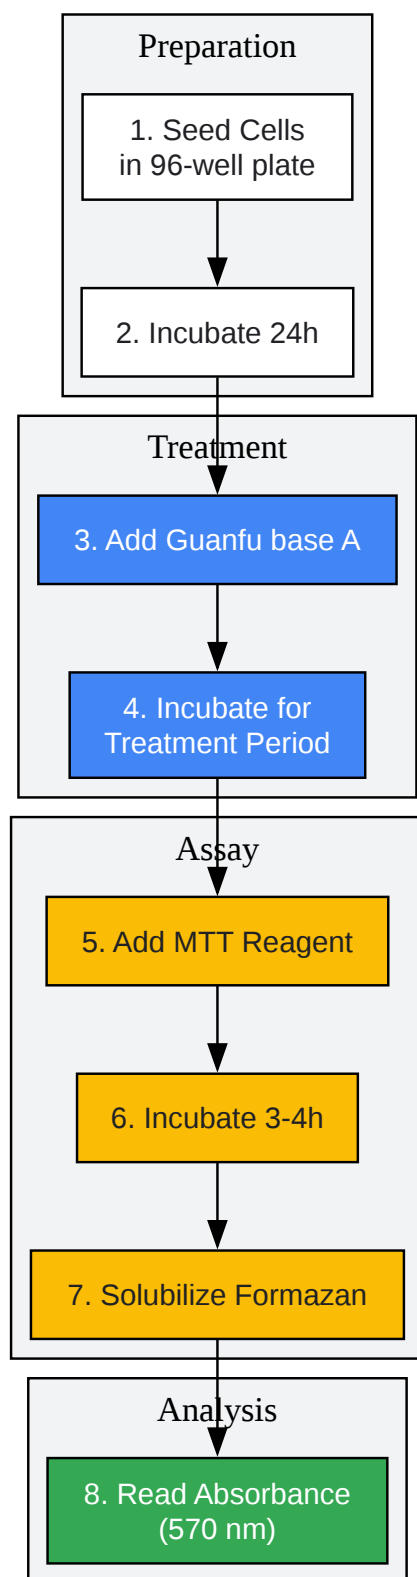 Preparation
1. Seed Cells
in 96-well plate
2. Incubate 24h
Treatment
3. Add Guanfu base A
4. Incubate for
Treatment Period
Assay
5. Add MTT Reagent
6. Incubate 3-4h
7. Solubilize Formazan
Analysis
8. Read Absorbance
(570 nm)